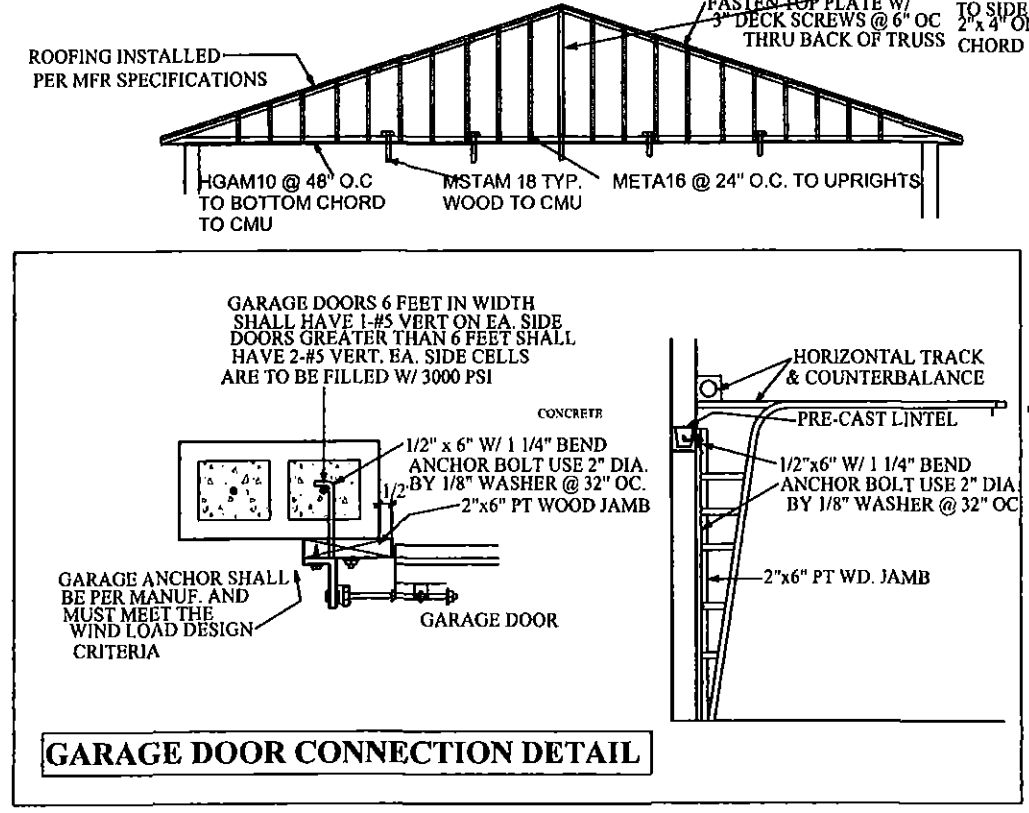 FASTEN TOP PLATE W/
3" DECK SCREWS @ 6" OC
THRU BACK OF TRUSS
TO SIDE
2"x 4"
CHORD
ROOFING INSTALLED
PER MFR SPECIFICATIONS
HGAM10 @ 48" O.C
TO BOTTOM CHORD
TO CMU
MSTAM 18 TYP.
WOOD TO CMU
META16 @ 24" O.C. TO UPRIGHTS
GARAGE DOORS 6 FEET IN WIDTH
SHALL HAVE 1-#5 VERT ON EA. SIDE
DOORS GREATER THAN 6 FEET SHALL
HAVE 2-#5 VERT, EA. SIDE CELLS
ARE TO BE FILLED W/ 3000 PSI
CONCRETE
1/2" x 6" W/ 1 1/4" BEND
ANCHOR BOLT USE 2" DIA.
BY 1/8" WASHER @ 32" OC.
1/2"
2"x6" PT WOOD JAMB
GARAGE ANCHOR SHALL
BE PER MANUF. AND
MUST MEET THE
WIND LOAD DESIGN
CRITERIA
GARAGE DOOR
HORIZONTAL TRACK
& COUNTERBALANCE
PRE-CAST LINTEL
1/2"x6" W/ 1 1/4" BEND
ANCHOR BOLT USE 2" DIA
BY 1/8" WASHER @ 32" OC
2"x6" PT WD. JAMB
GARAGE DOOR CONNECTION DETAIL